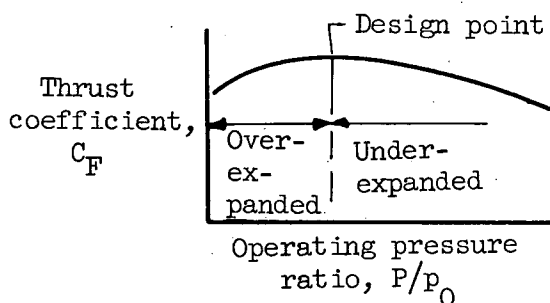 Design point
Thrust
coefficient,
C_F
Over-
ex-
panded
Under-
expanded
Operating pressure
ratio, P/p_O